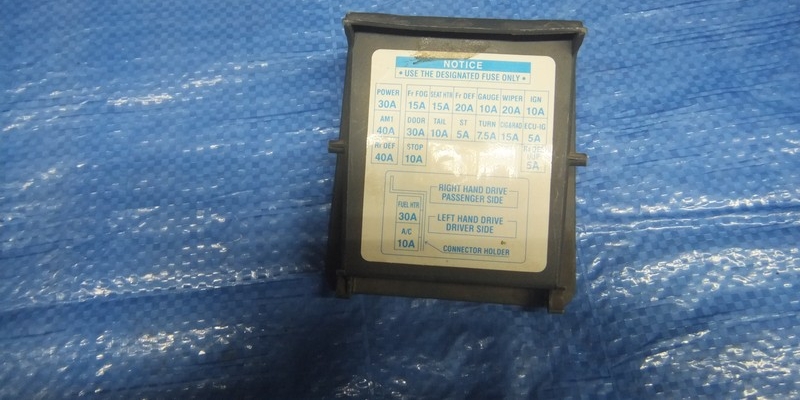 NOTICE
• USE THE DESIGNATED FUSE ONLY •
POWER Fr FOG SEAT HTR Fr DEF GAUGE WIPER IGN
30A 15A 15A 20A 10A 20A 10A
AM1 DOOR TAIL ST TURN CIG&RAD ECU-IG
40A 30A 10A 5A 7.5A 15A 5A
Rr DEF STOP
40A 10A 5A
RIGHT HAND DRIVE
PASSENGER SIDE
FUEL HTR
30A
LEFT HAND DRIVE
DRIVER SIDE
A/C
10A
CONNECTOR HOLDER